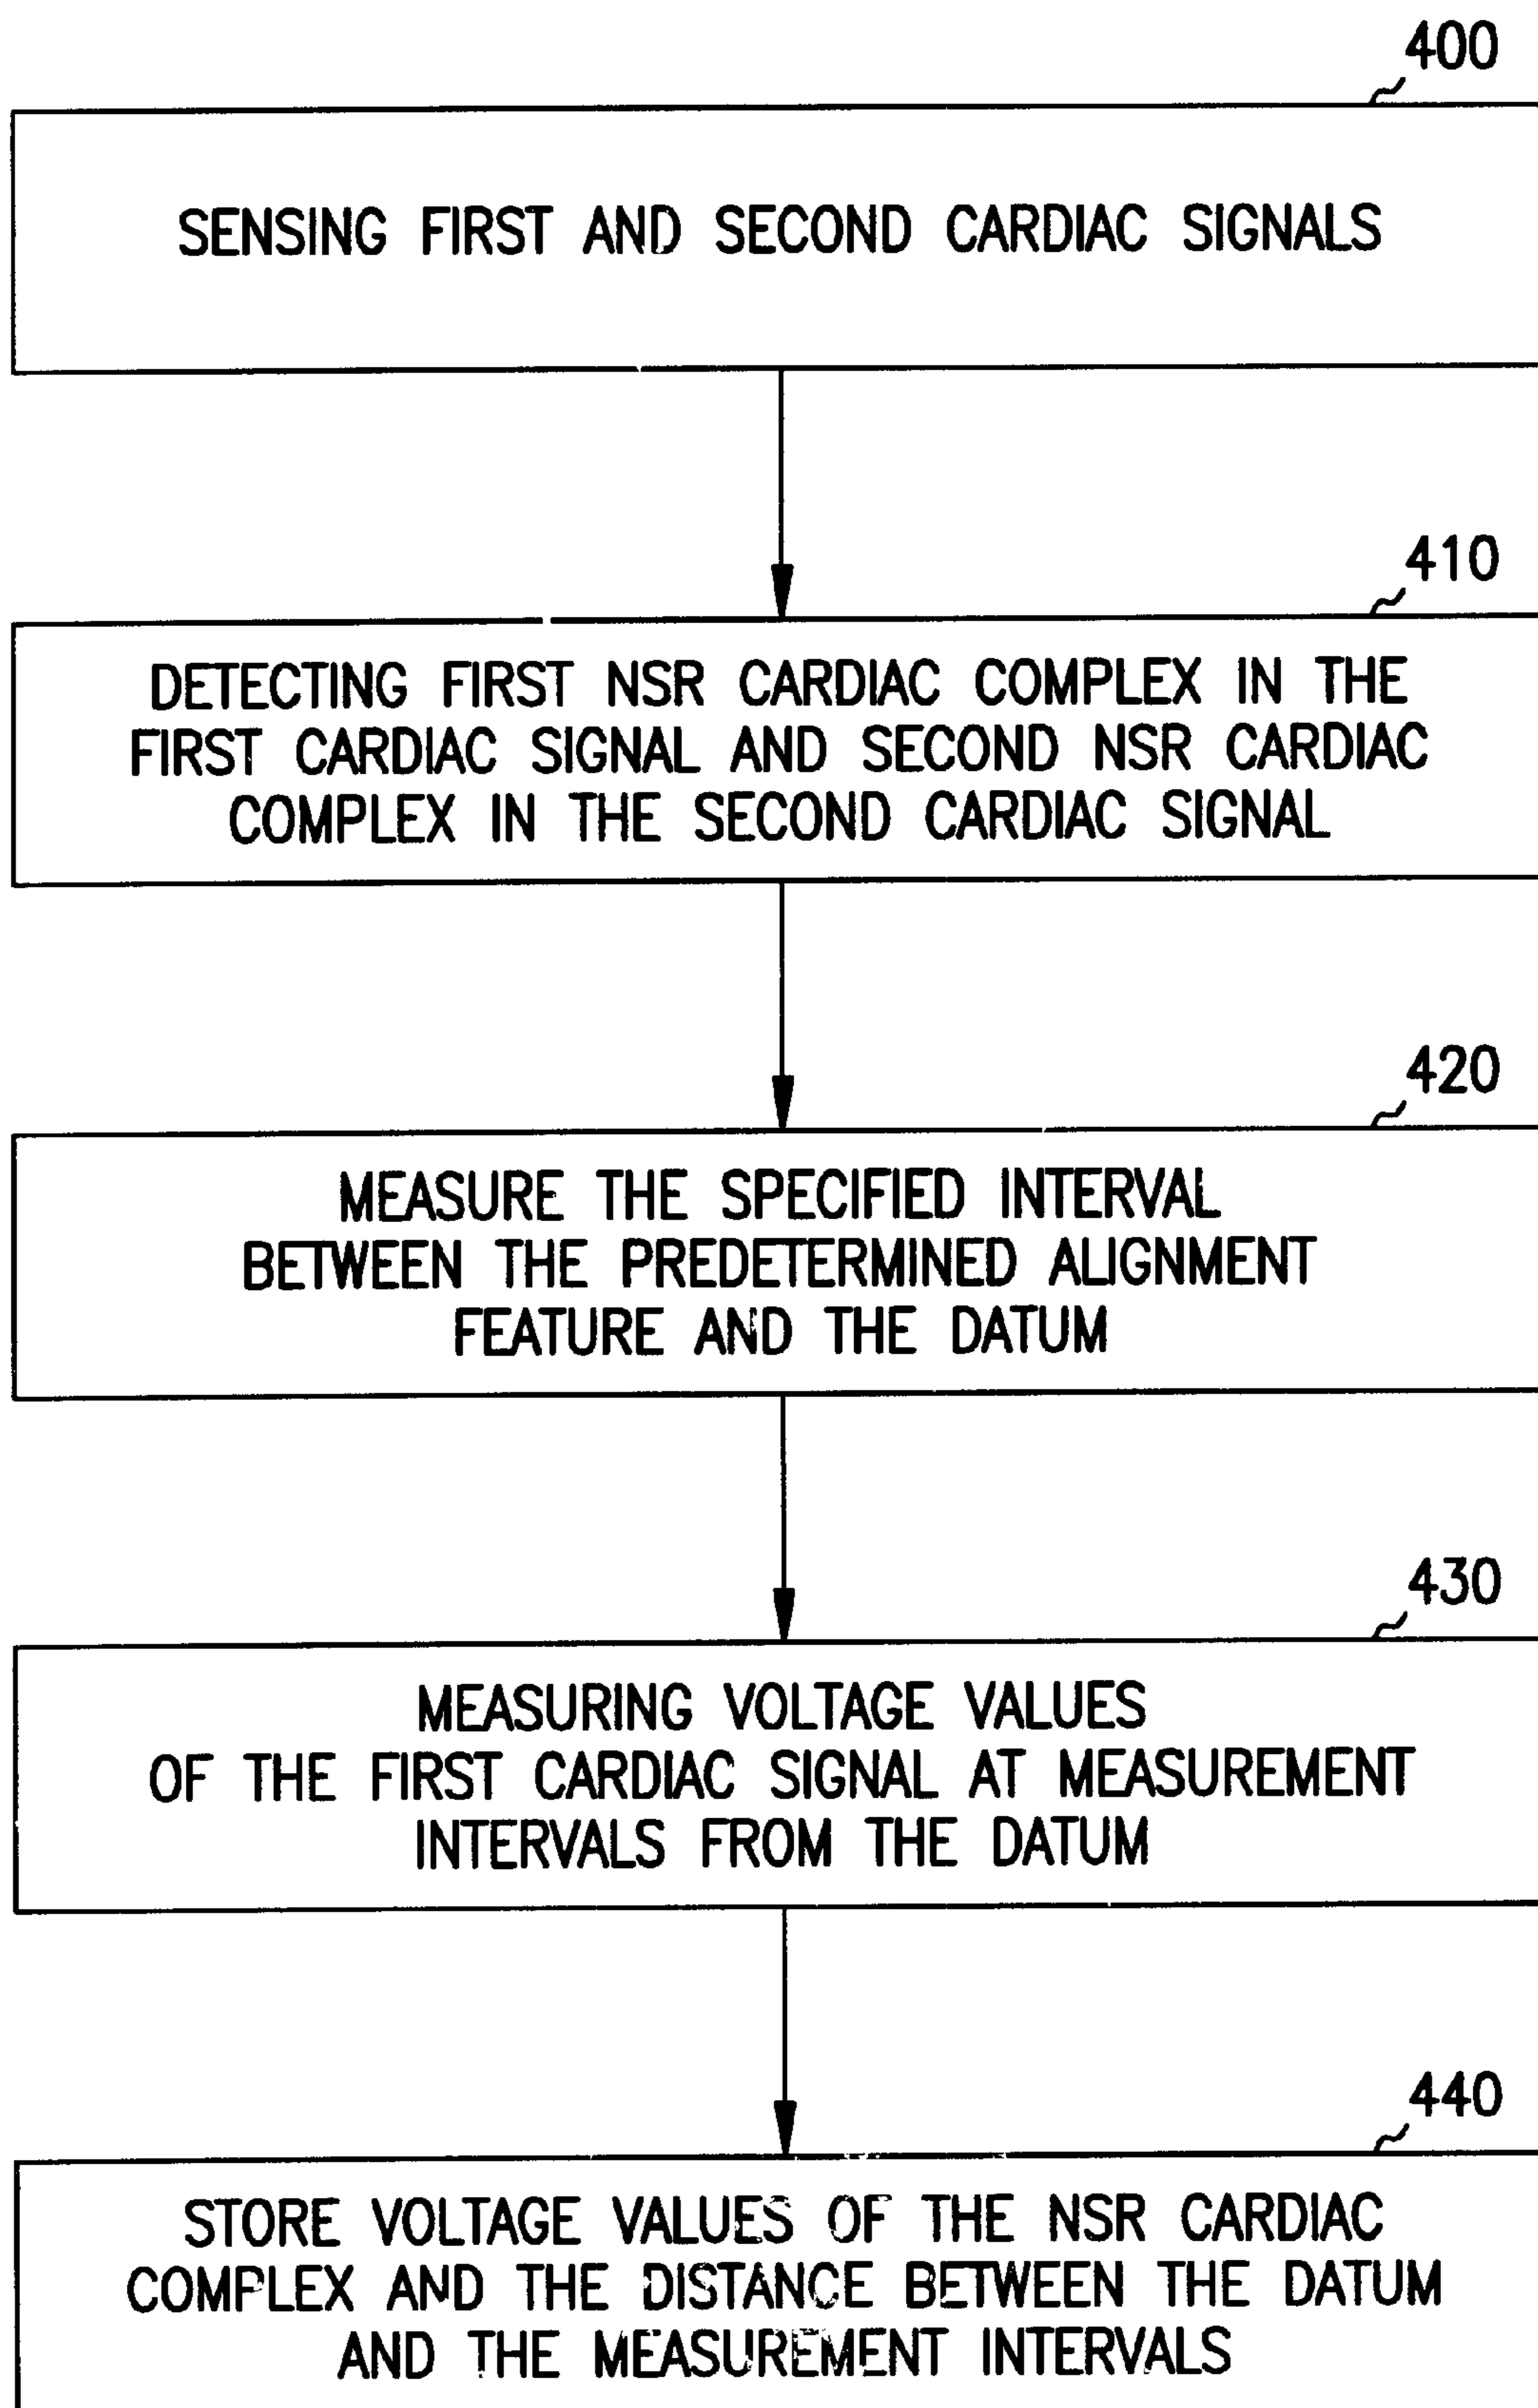 400
SENSING FIRST AND SECOND CARDIAC SIGNALS
410
DETECTING FIRST NSR CARDIAC COMPLEX IN THE
FIRST CARDIAC SIGNAL AND SECOND NSR CARDIAC
COMPLEX IN THE SECOND CARDIAC SIGNAL
420
MEASURE THE SPECIFIED INTERVAL
BETWEEN THE PREDETERMINED ALIGNMENT
FEATURE AND THE DATUM
430
MEASURING VOLTAGE VALUES
OF THE FIRST CARDIAC SIGNAL AT MEASUREMENT
INTERVALS FROM THE DATUM
440
STORE VOLTAGE VALUES OF THE NSR CARDIAC
COMPLEX AND THE DISTANCE BETWEEN THE DATUM
AND THE MEASUREMENT INTERVALS